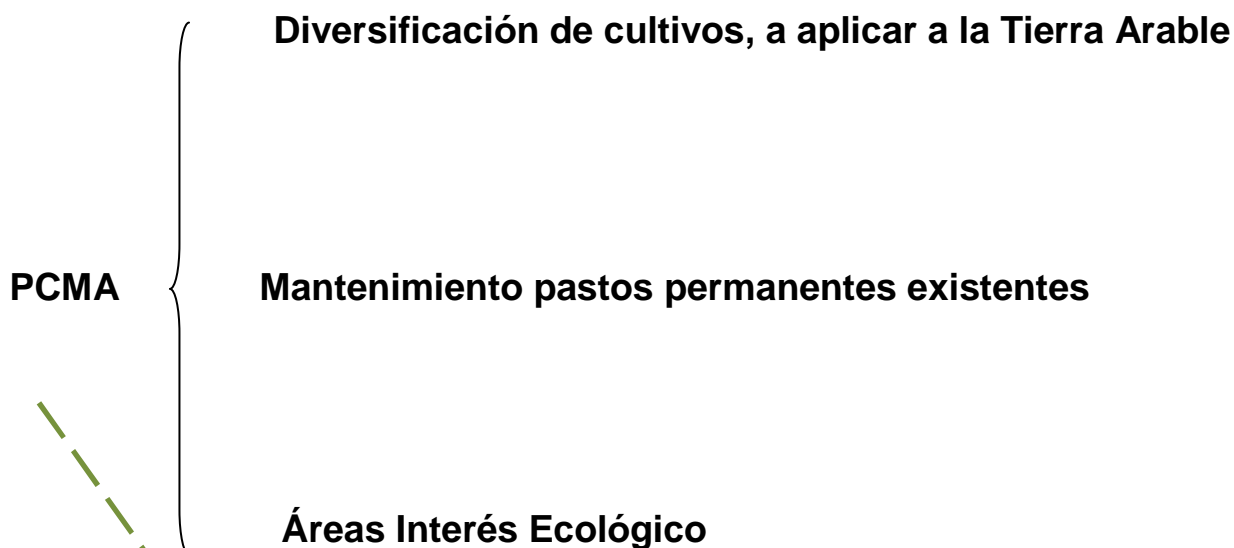 Diversificación de cultivos, a aplicar a la Tierra Arable
PCMA
Mantenimiento pastos permanentes existentes
Áreas Interés Ecológico